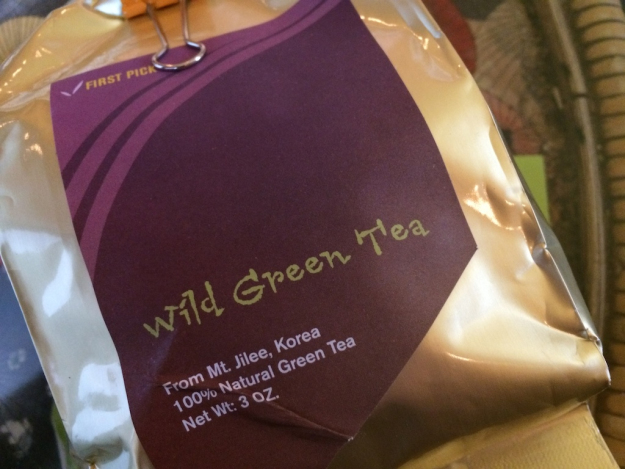 FIRST PICK
Wild Green Tea
From Mt. Jilee, Korea
100% Natural Green Tea
Net Wt: 3 OZ.